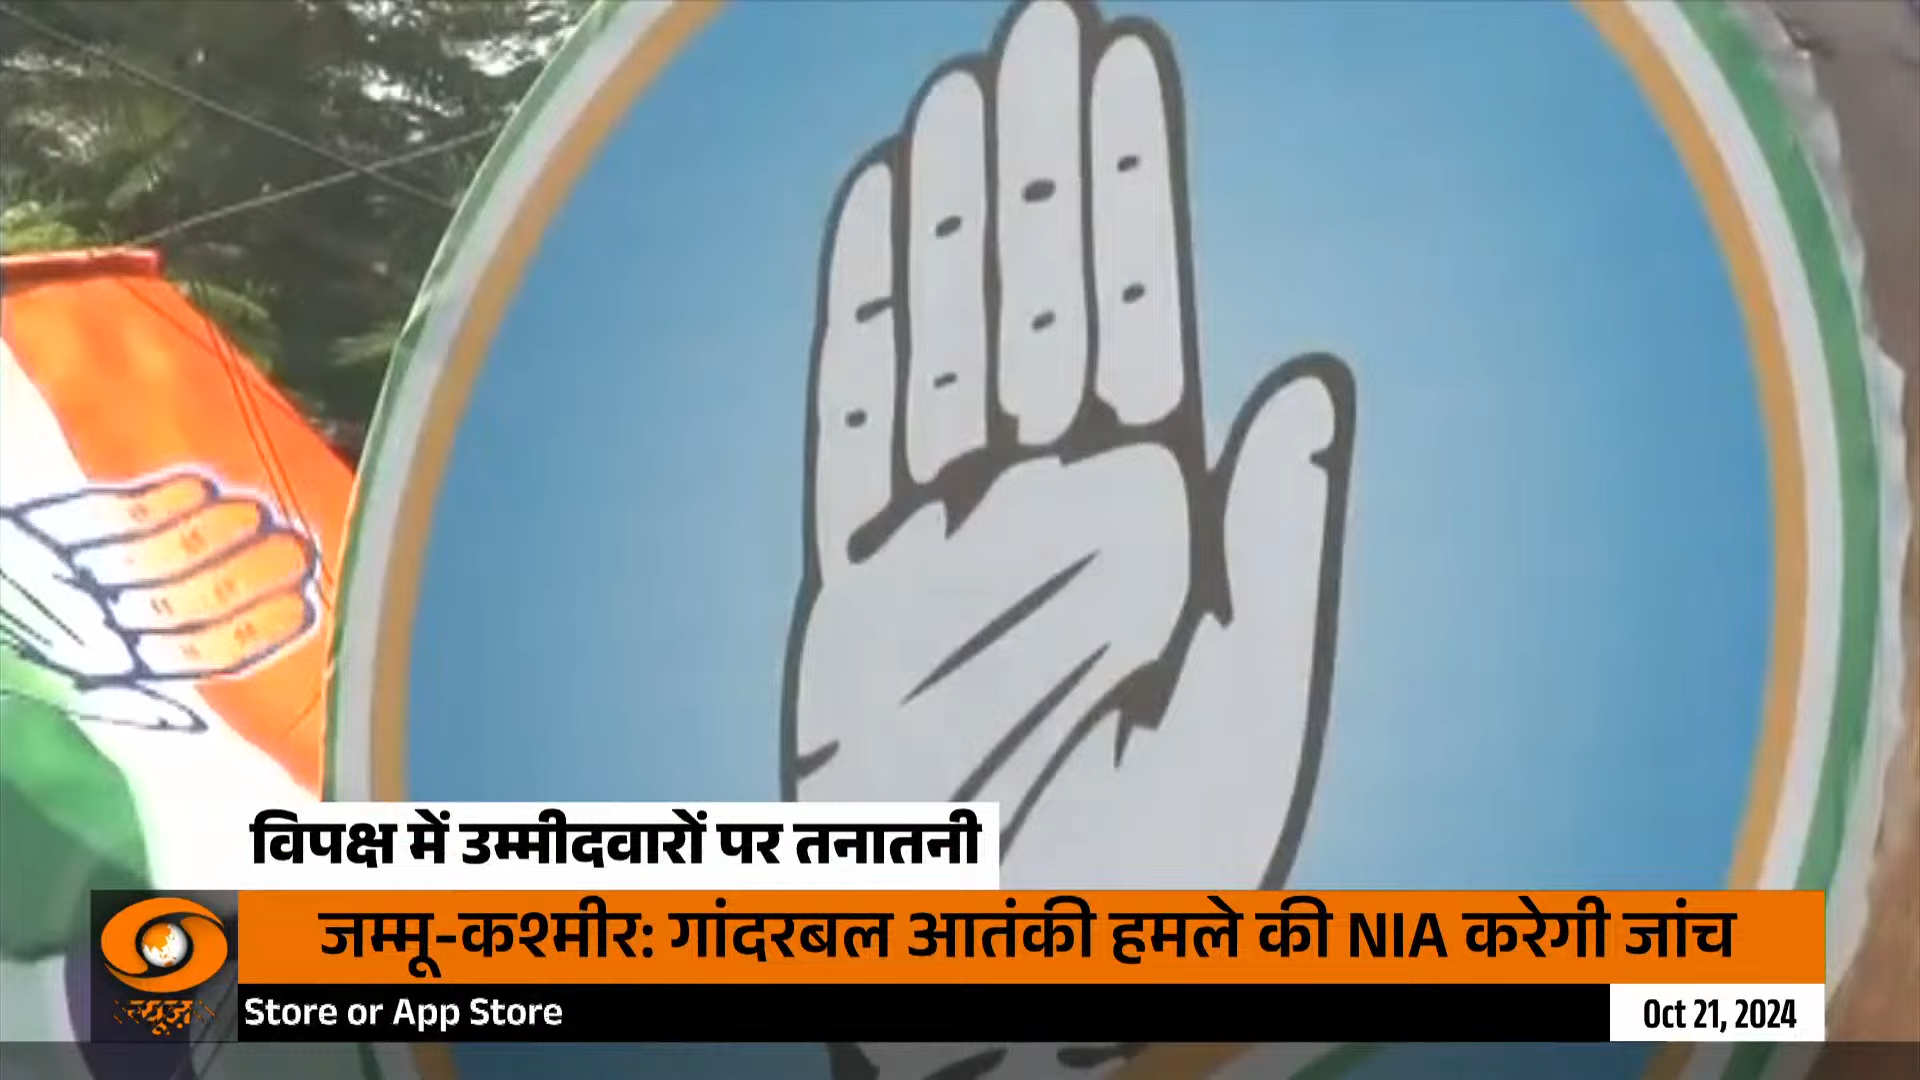 विपक्ष में उम्मीदवारों पर तनातनी
जम्मू-कश्मीर: गांदरबल आतंकी हमले की NIA करेगी जांच
न्यूज़
Store or App Store
Oct 21, 2024